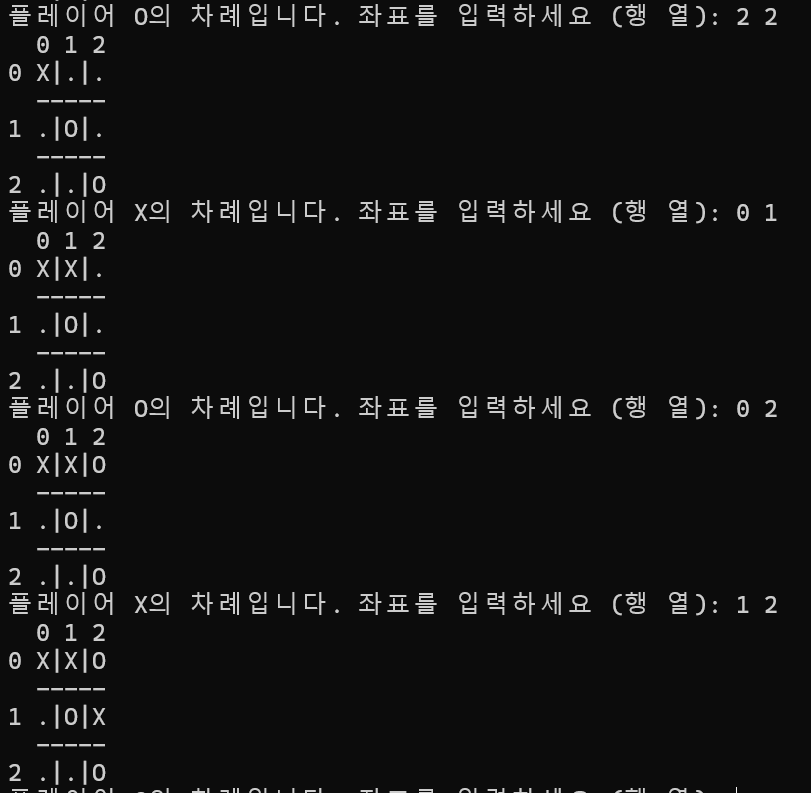 플레이어 O의 차례입니다. 좌표를 입력하세요 (행 열): 2 2
  0 1 2
0 X|.|.
  -----
1 .|O|.
  -----
2 .|.|O
플레이어 X의 차례입니다. 좌표를 입력하세요 (행 열): 0 1
  0 1 2
0 X|X|.
  -----
1 .|O|.
  -----
2 .|.|O
플레이어 O의 차례입니다. 좌표를 입력하세요 (행 열): 0 2
  0 1 2
0 X|X|O
  -----
1 .|O|.
  -----
2 .|.|O
플레이어 X의 차례입니다. 좌표를 입력하세요 (행 열): 1 2
  0 1 2
0 X|X|O
  -----
1 .|O|X
  -----
2 .|.|O